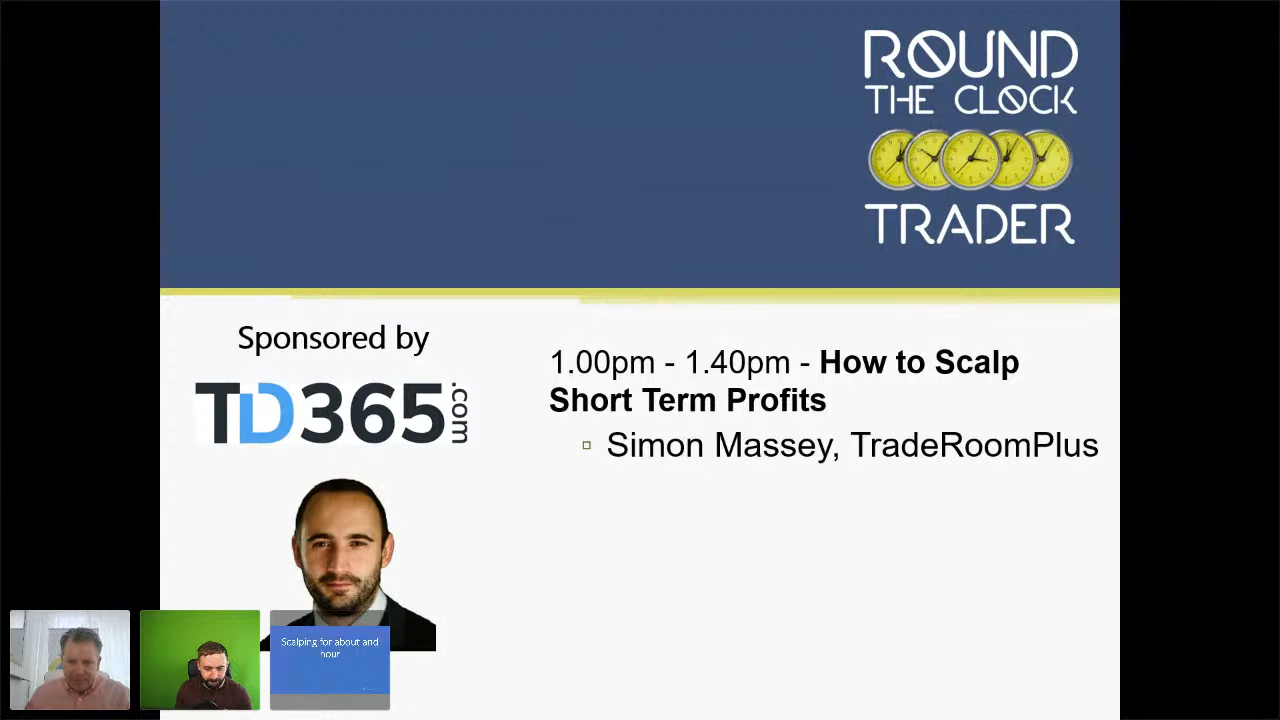 ROUND
THE CLOCK
TRADER
Sponsored by
TD365.com
1.00pm - 1.40pm - How to Scalp
Short Term Profits
Simon Massey, TradeRoomPlus
Scalping for about and
hour